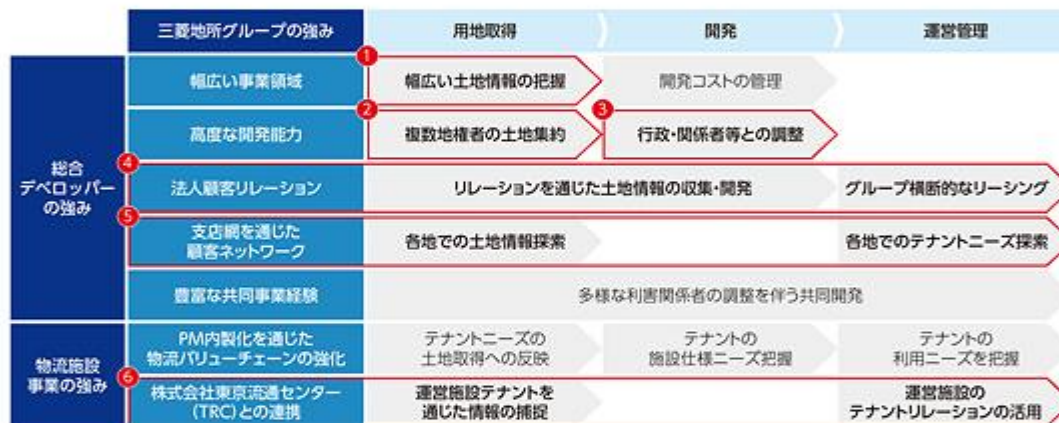 三菱地所グループの強み
用地取得
開発
運営管理
総合
デベロッパー
の強み
幅広い事業領域
1
幅広い土地情報の把握
開発コストの管理
高度な開発能力
2
複数地権者の土地集約
3
行政・関係者等との調整
4
法人顧客リレーション
リレーションを通じた土地情報の収集・開発
グループ横断的なリーシング
5
支店網を通じた
顧客ネットワーク
各地での土地情報探索
各地でのテナントニーズ探索
豊富な共同事業経験
多様な利害関係者の調整を伴う共同開発
物流施設
事業の強み
PM内製化を通じた
物流バリューチェーンの強化
テナントニーズの
土地取得への反映
テナントの
施設仕様ニーズ把握
テナントの
利用ニーズを把握
6
株式会社東京流通センター
(TRC)との連携
運営施設テナントを
通じた情報の捕捉
運営施設の
テナントリレーションの活用